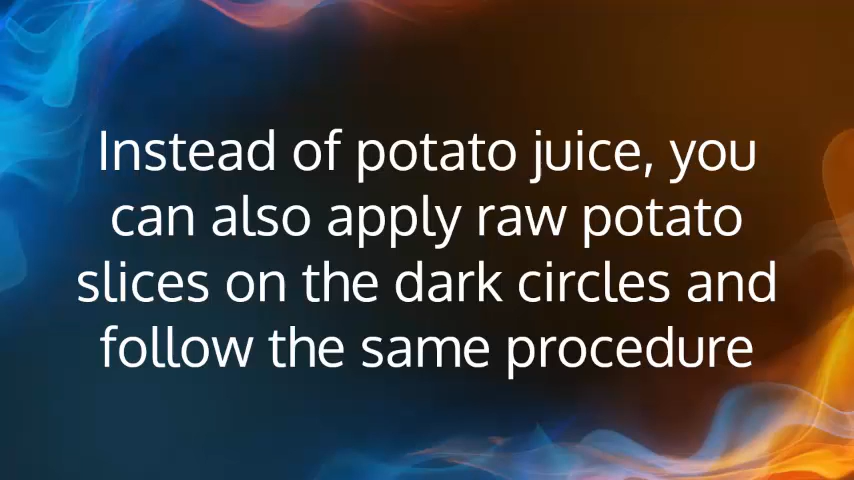 Instead of potato juice, you
can also apply raw potato
slices on the dark circles and
follow the same procedure